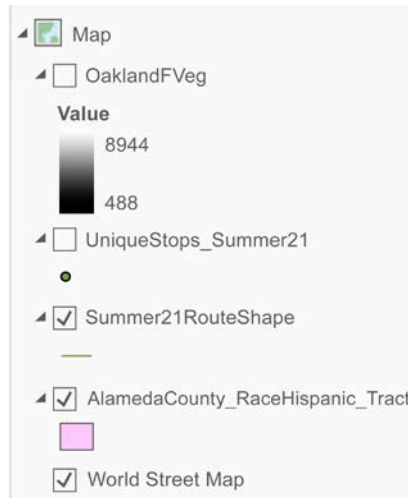 Map
OaklandFVeg
Value
8944
488
UniqueStops_Summer21
Summer21RouteShape
AlamedaCounty_RaceHispanic_Tract
World Street Map